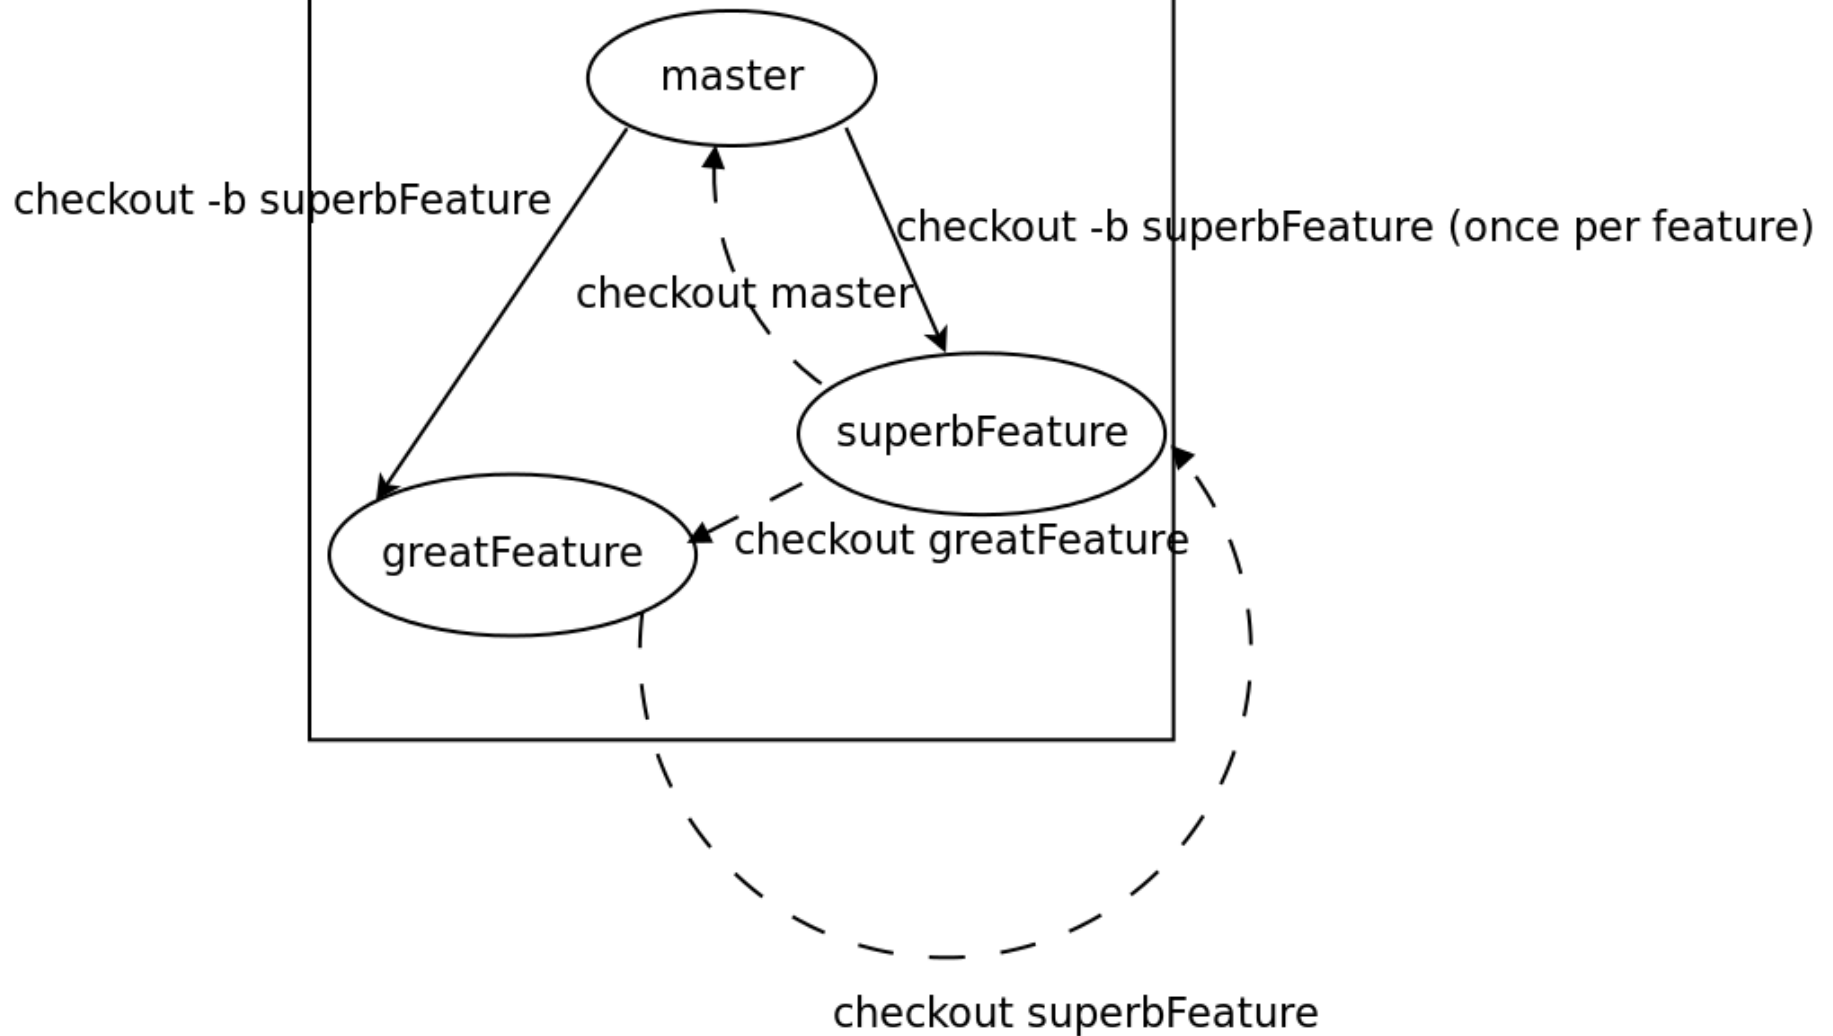 master
checkout -b superbFeature
checkout -b superbFeature (once per feature)
checkout master
superbFeature
checkout greatFeature
greatFeature
checkout superbFeature